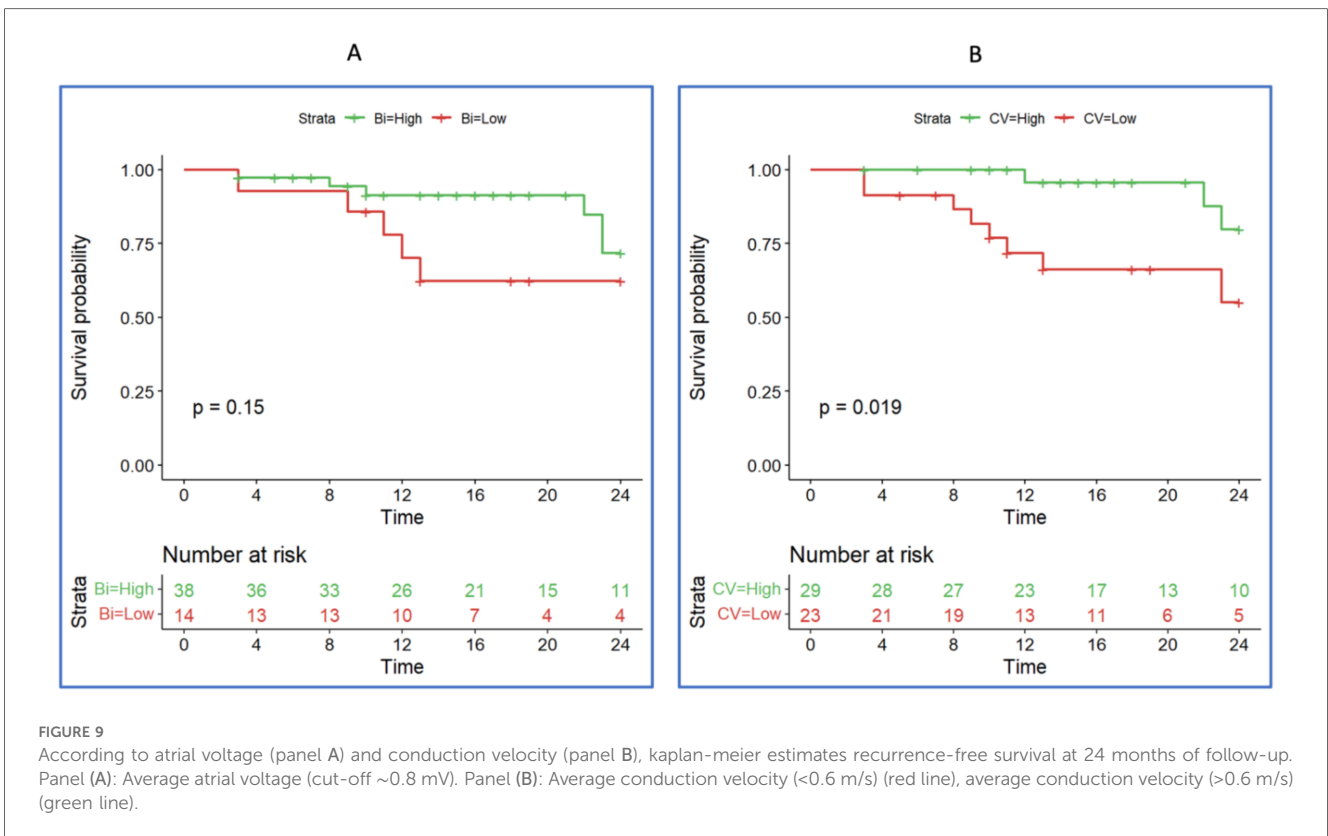 A
Strata Bi=High Bi=Low
1.00
0.75
0.50
0.25
0.00
Survival probability
p = 0.15
0 4 8 12 16 20 24
Time
Number at risk
Strata
Bi=High 38 36 33 26 21 15 11
Bi=Low 14 13 13 10 7 4 4
0 4 8 12 16 20 24
Time
B
Strata CV=High CV=Low
1.00
0.75
0.50
0.25
0.00
Survival probability
p = 0.019
0 4 8 12 16 20 24
Time
Number at risk
Strata
CV=High 29 28 27 23 17 13 10
CV=Low 23 21 19 13 11 6 5
0 4 8 12 16 20 24
Time
FIGURE 9
According to atrial voltage (panel A) and conduction velocity (panel B), kaplan-meier estimates recurrence-free survival at 24 months of follow-up.
Panel (A): Average atrial voltage (cut-off ~0.8 mV). Panel (B): Average conduction velocity (<0.6 m/s) (red line), average conduction velocity (>0.6 m/s)
(green line).